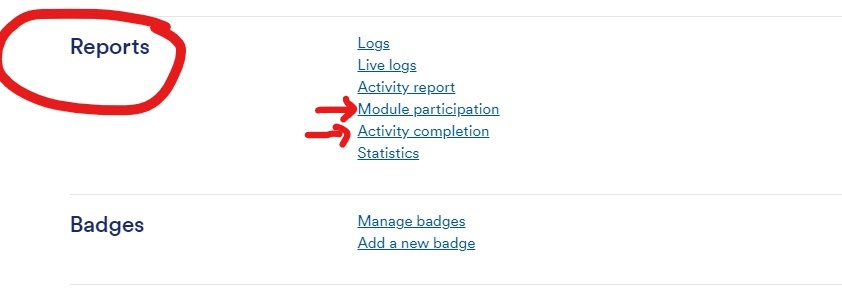 Reports
Logs
Live logs
Activity report
Module participation
Activity completion
Statistics
Badges
Manage badges
Add a new badge